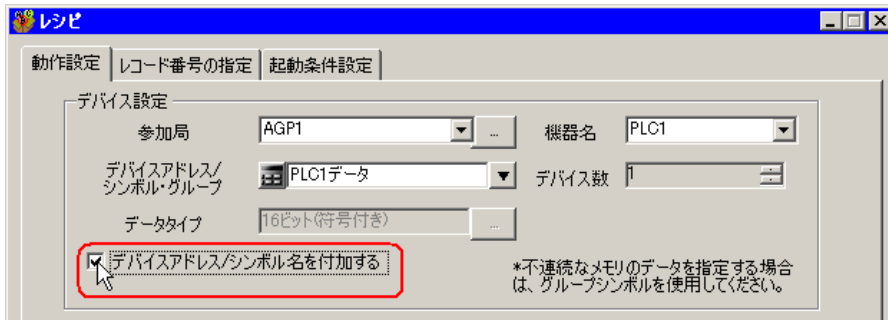 レシピ
動作設定 レコード番号の指定 起動条件設定
デバイス設定
参加局 AGP1 ... 機器名 PLC1
デバイスアドレス/
シンボル・グループ PLC1データ デバイス数 1
データタイプ 16ビット(符号付き) ...
デバイスアドレス/シンボル名を付加する
*不連続なメモリのデータを指定する場合
は、グループシンボルを使用してください。